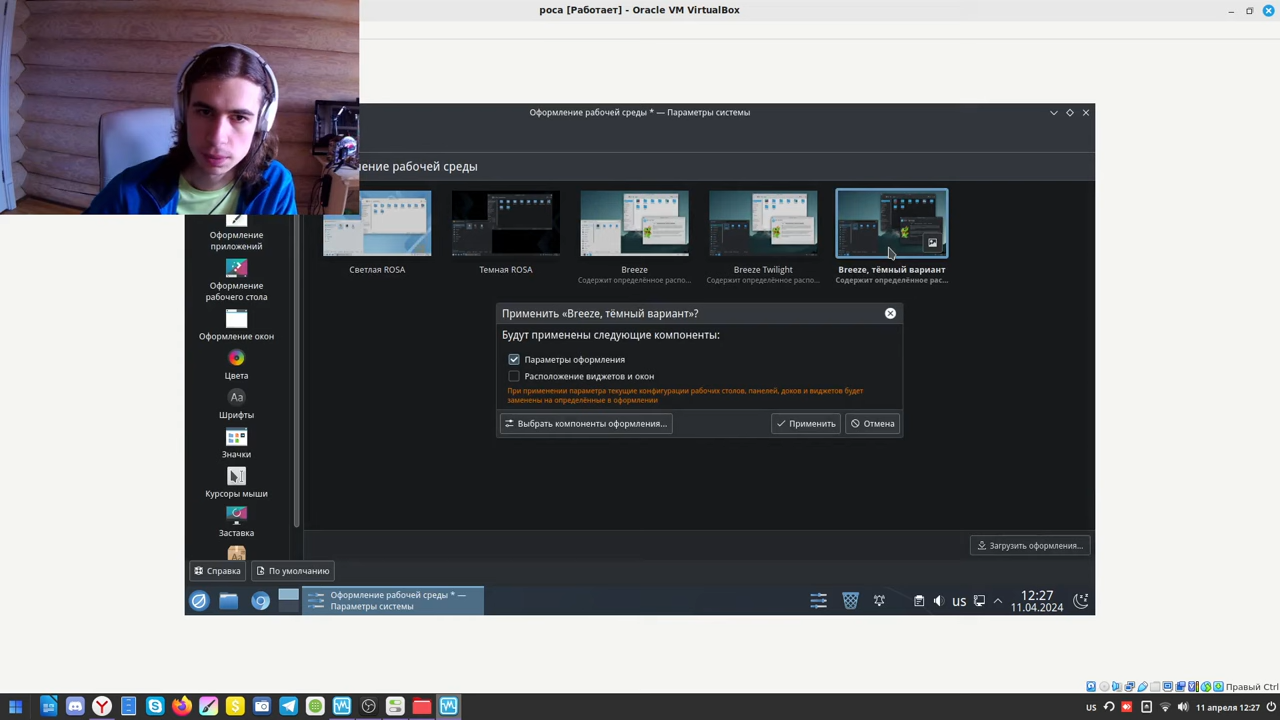 роса [Работает] - Oracle VM VirtualBox
Оформление рабочей среды * — Параметры системы
ение рабочей среды
Оформление
приложений
Оформление
рабочего стола
Оформление окон
Цвета
Aa
Шрифты
Значки
Курсоры мыши
Заставка
Светлая ROSA
Темная ROSA
Breeze
Содержит определённое распо...
Breeze Twilight
Содержит определённое распо...
Breeze, тёмный вариант
Содержит определённое рас...
Применить «Breeze, тёмный вариант»?
Будут применены следующие компоненты:
Параметры оформления
Расположение виджетов и окон
При применении параметра текущие конфигурации рабочих столов, панелей, доков и виджетов будет
заменены на определённые в оформлении
Выбрать компоненты оформления...
Применить
Отмена
Загрузить оформления...
Справка
По умолчанию
Оформление рабочей среды * —
Параметры системы
us
12:27
11.04.2024
Правый Ctrl
us
11 апреля 12:27